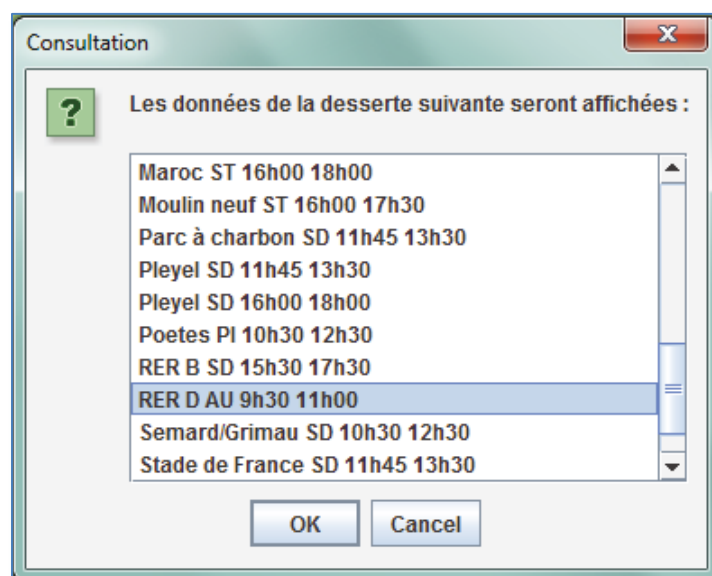 Consultation
Les données de la desserte suivante seront affichées :
Maroc ST 16h00 18h00
Moulin neuf ST 16h00 17h30
Parc à charbon SD 11h45 13h30
Pleyel SD 11h45 13h30
Pleyel SD 16h00 18h00
Poetes PI 10h30 12h30
RER B SD 15h30 17h30
RER D AU 9h30 11h00
Semard/Grimau SD 10h30 12h30
Stade de France SD 11h45 13h30
OK Cancel